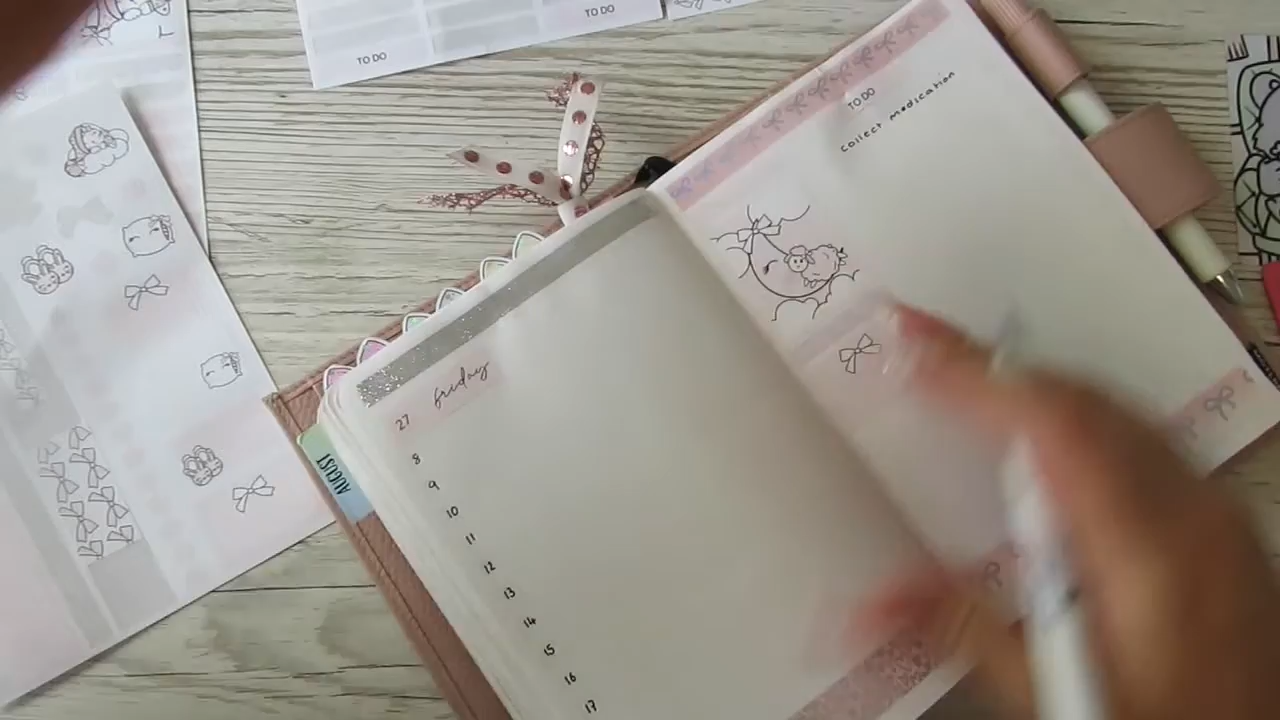 TO DO
TO DO
TO DO
collect medication
friday
27
8
9
10
11
12
13
14
15
16
17
AUGUST